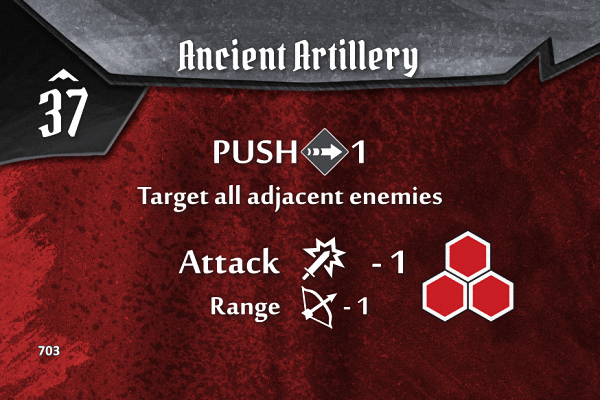 Ancient Artillery
37
PUSH 1
Target all adjacent enemies
Attack - 1
Range - 1
703